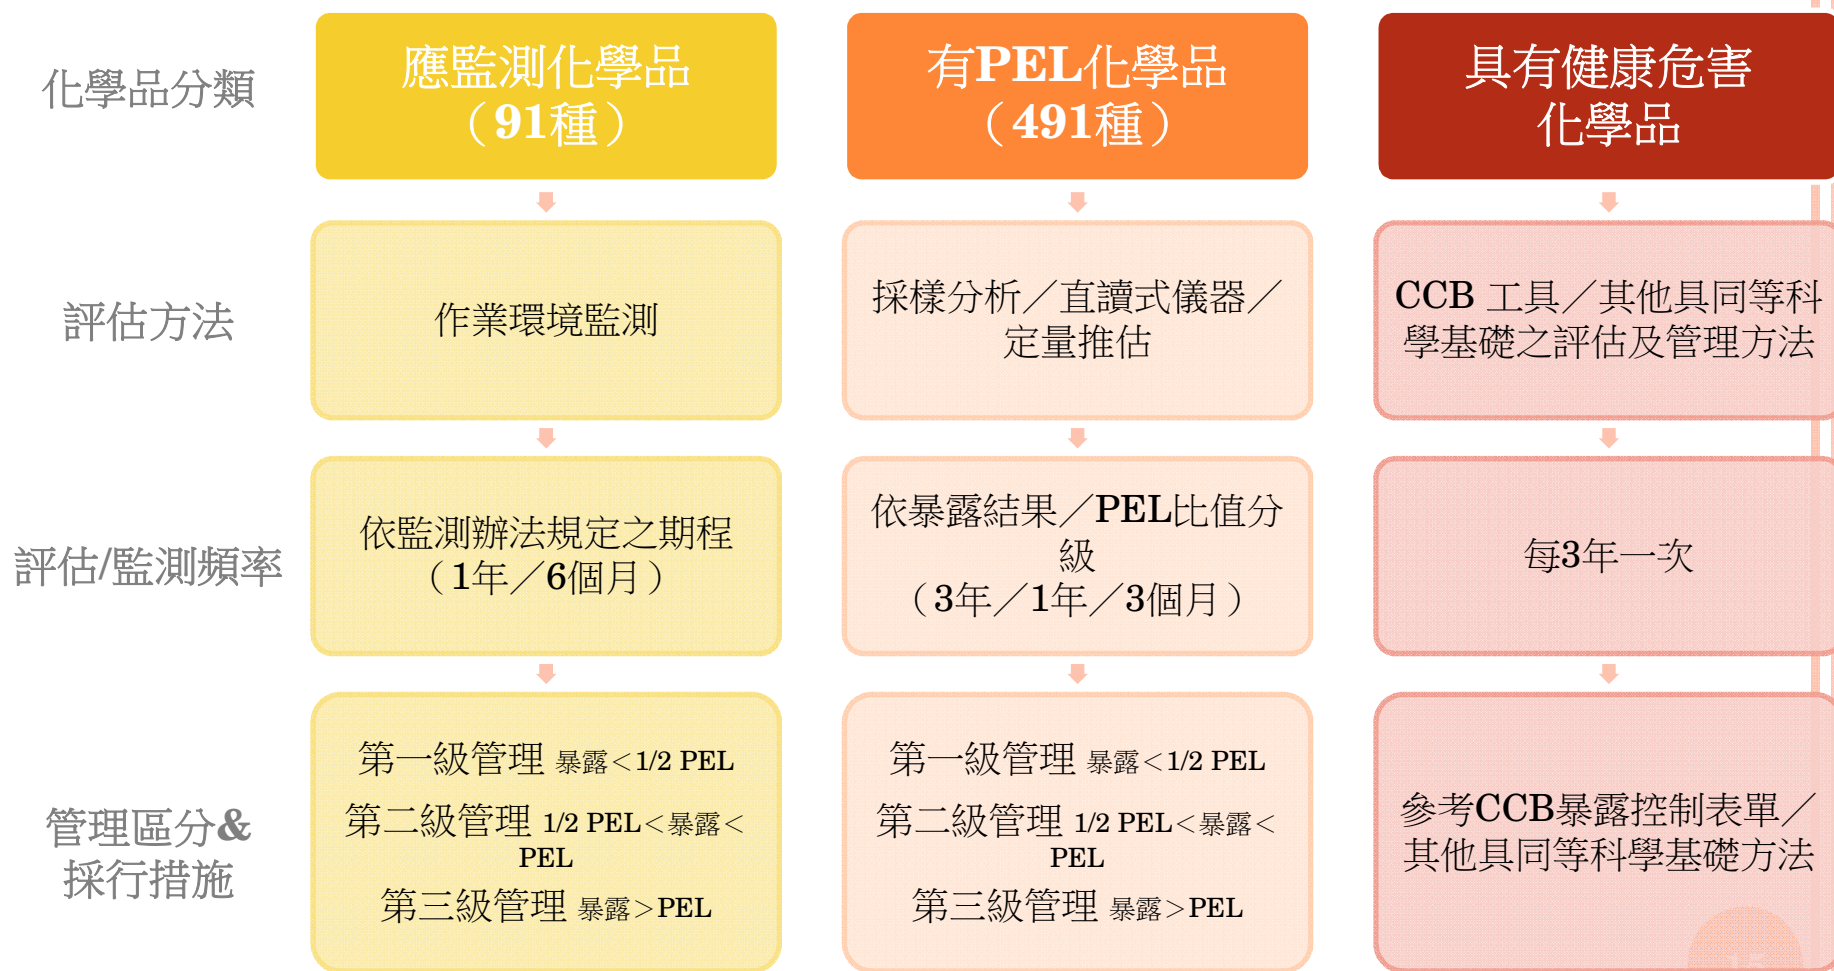 化學品分類
應監測化學品
（91種）
有PEL化學品
（491種）
具有健康危害
化學品
評估方法
作業環境監測
採樣分析／直讀式儀器／
定量推估
CCB 工具／其他具同等科
學基礎之評估及管理方法
評估/監測頻率
依監測辦法規定之期程
（1年／6個月）
依暴露結果／PEL比值分
級
（3年／1年／3個月）
每3年一次
管理區分&
採行措施
第一級管理 暴露＜1/2 PEL
第二級管理 1/2 PEL＜暴露＜
PEL
第三級管理 暴露＞PEL
第一級管理 暴露＜1/2 PEL
第二級管理 1/2 PEL＜暴露＜
PEL
第三級管理 暴露＞PEL
參考CCB暴露控制表單／
其他具同等科學基礎方法